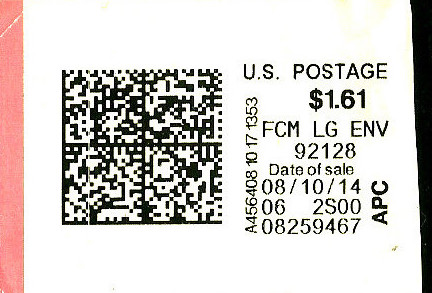 U.S. POSTAGE
$1.61
FCM LG ENV
92128
Date of sale
08/10/14
06 2S00
08259467
APC
A456408 10 17 1353